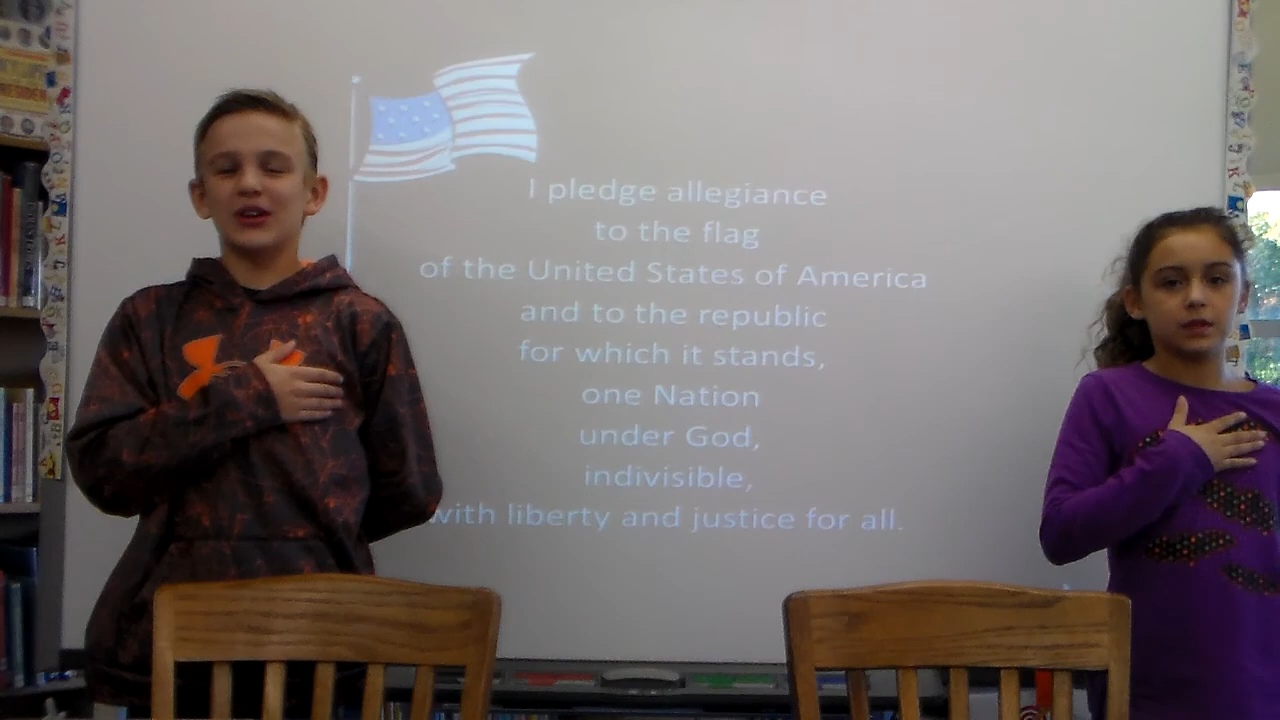 I pledge allegiance
to the flag
of the United States of America
and to the republic
for which it stands,
one Nation
under God,
indivisible,
with liberty and justice for all.